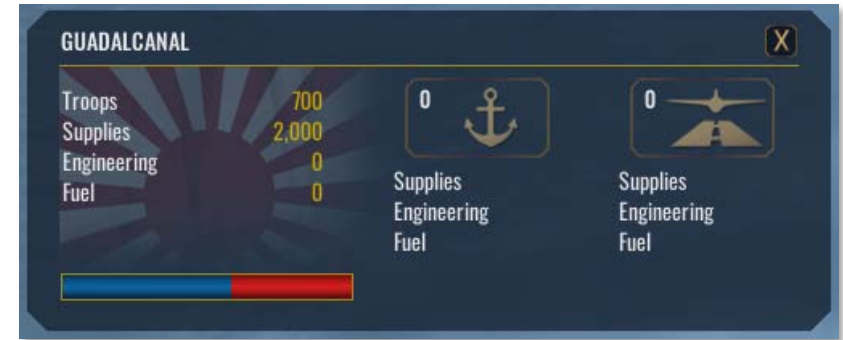 GUADALCANAL X
Troops 700
Supplies 2,000
Engineering 0
Fuel 0
0
Supplies
Engineering
Fuel
0
Supplies
Engineering
Fuel